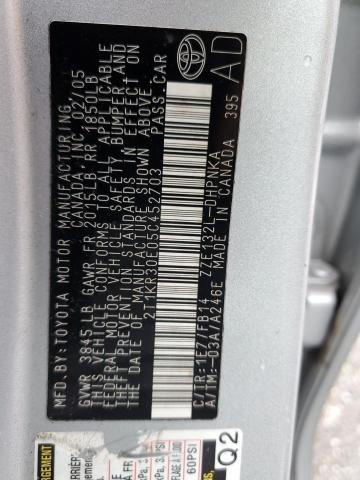 MFD.BY:TOYOTA MOTOR MANUFACTURING
CANADA, INC. 02/05
GVWR 3845LB GAWR FR 2015LB RR 1850LB
THIS VEHICLE CONFORMS TO ALL APPLICABLE
FEDERAL MOTOR VEHICLE SAFETY, BUMPER, AND
THEFT PREVENTION STANDARDS IN EFFECT ON
THE DATE OF MANUFACTURE SHOWN ABOVE.
2T1KR30E05C452703 PASS.CAR
C/TR:1E7/FB14 ZZE132L-DHPNKA
A/TM:-03A/A246E MADE IN CANADA 395
AD
TOYOTA
60PSI
Q2